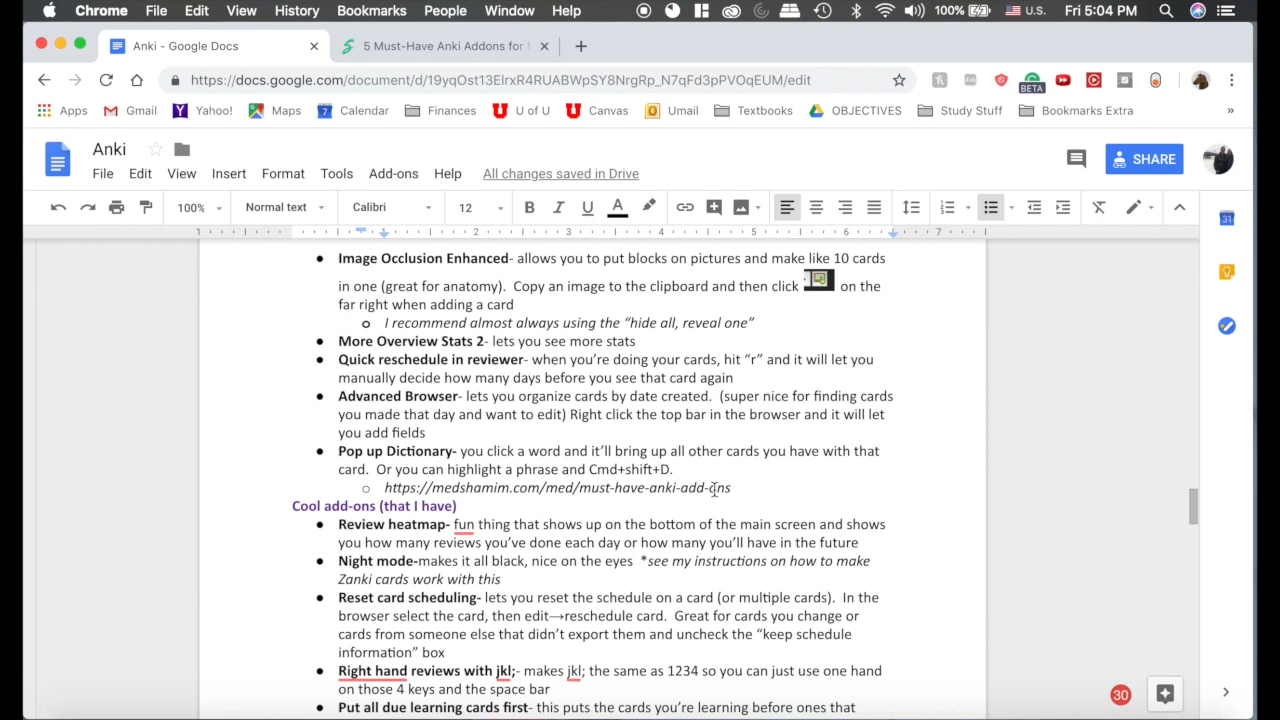 Chrome File Edit View History Bookmarks People Window Help 100% U.S. Fri 5:04 PM
Anki - Google Docs 5 Must-Have Anki Addons for
https://docs.google.com/document/d/19yqOst13ElrxR4RUABWpSY8NrgRp_N7qFd3pPVOqEUM/edit
BETA
Apps Gmail Yahoo! Maps 7 Calendar Finances U of U Canvas Umail Textbooks OBJECTIVES Study Stuff Bookmarks Extra »
Anki
SHARE
File Edit View Insert Format Tools Add-ons Help All changes saved in Drive
100% Normal text Calibri 12 B I U A
1 1 2 3 4 5 6 7
31
● Image Occlusion Enhanced- allows you to put blocks on pictures and make like 10 cards
in one (great for anatomy). Copy an image to the clipboard and then click on the
far right when adding a card
o I recommend almost always using the “hide all, reveal one”
● More Overview Stats 2- lets you see more stats
● Quick reschedule in reviewer- when you’re doing your cards, hit “r” and it will let you
manually decide how many days before you see that card again
● Advanced Browser- lets you organize cards by date created. (super nice for finding cards
you made that day and want to edit) Right click the top bar in the browser and it will let
you add fields
● Pop up Dictionary- you click a word and it’ll bring up all other cards you have with that
card. Or you can highlight a phrase and Cmd+shift+D.
o https://medshamim.com/med/must-have-anki-add-ons
Cool add-ons (that I have)
● Review heatmap- fun thing that shows up on the bottom of the main screen and shows
you how many reviews you’ve done each day or how many you’ll have in the future
● Night mode-makes it all black, nice on the eyes *see my instructions on how to make
Zanki cards work with this
● Reset card scheduling- lets you reset the schedule on a card (or multiple cards). In the
browser select the card, then edit→reschedule card. Great for cards you change or
cards from someone else that didn’t export them and uncheck the “keep schedule
information” box
● Right hand reviews with jkl;- makes jkl; the same as 1234 so you can just use one hand
on those 4 keys and the space bar
● Put all due learning cards first- this puts the cards you’re learning before ones that
30